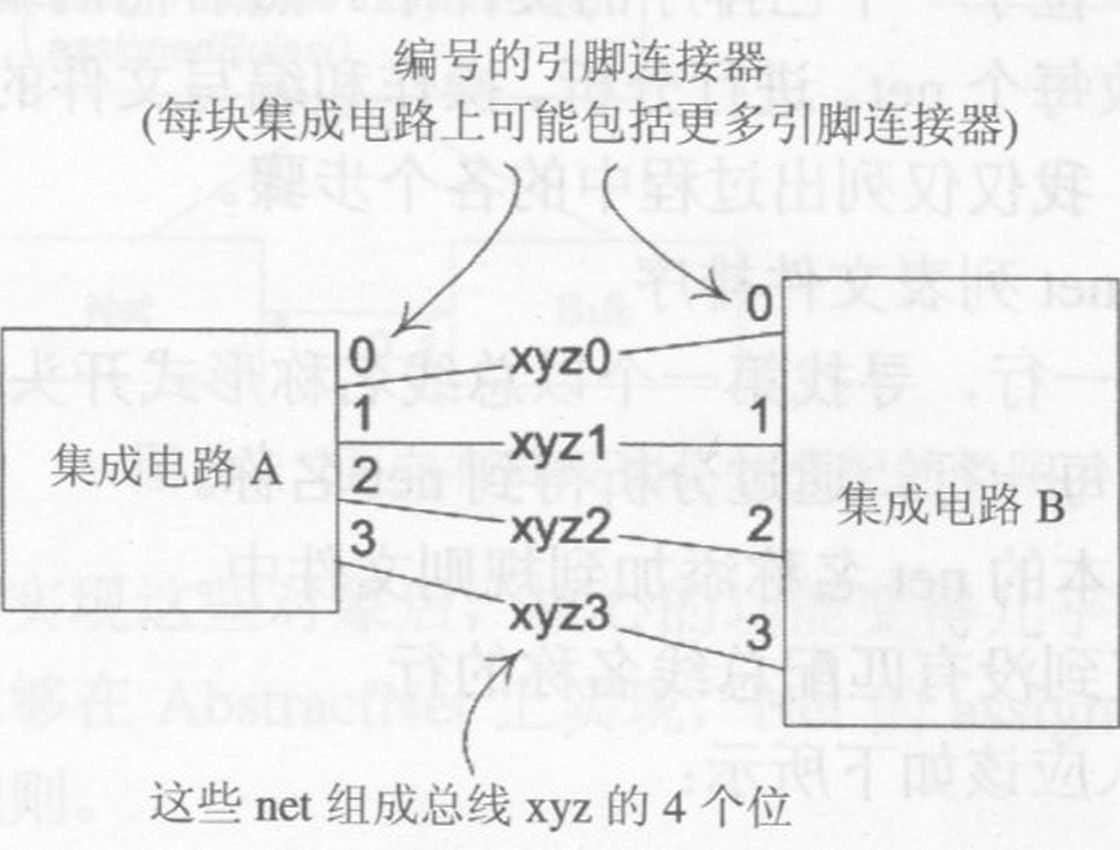 编号的引脚连接器
(每块集成电路上可能包括更多引脚连接器)
0
0
xyz0
1
xyz1
1
集成电路 A
2
集成电路 B
xyz2
2
3
xyz3
3
这些 net 组成总线 xyz 的 4 个位